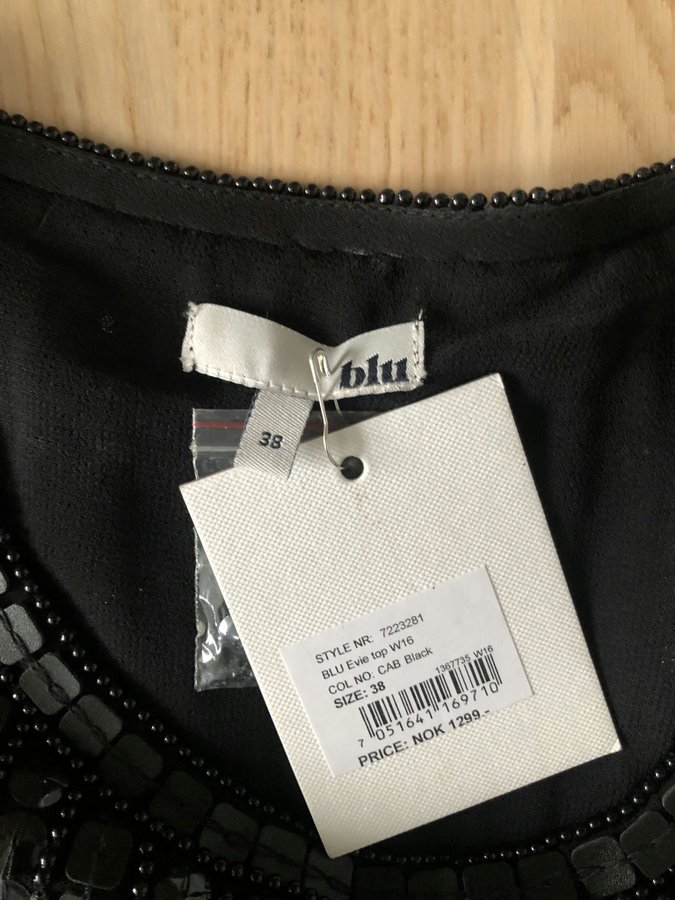 blu
38
STYLE NR: 7223281
BLU Evie top W16
COL NO: CAB Black
SIZE: 38
1367735 W16
7 051641 169710
PRICE: NOK 1299.-